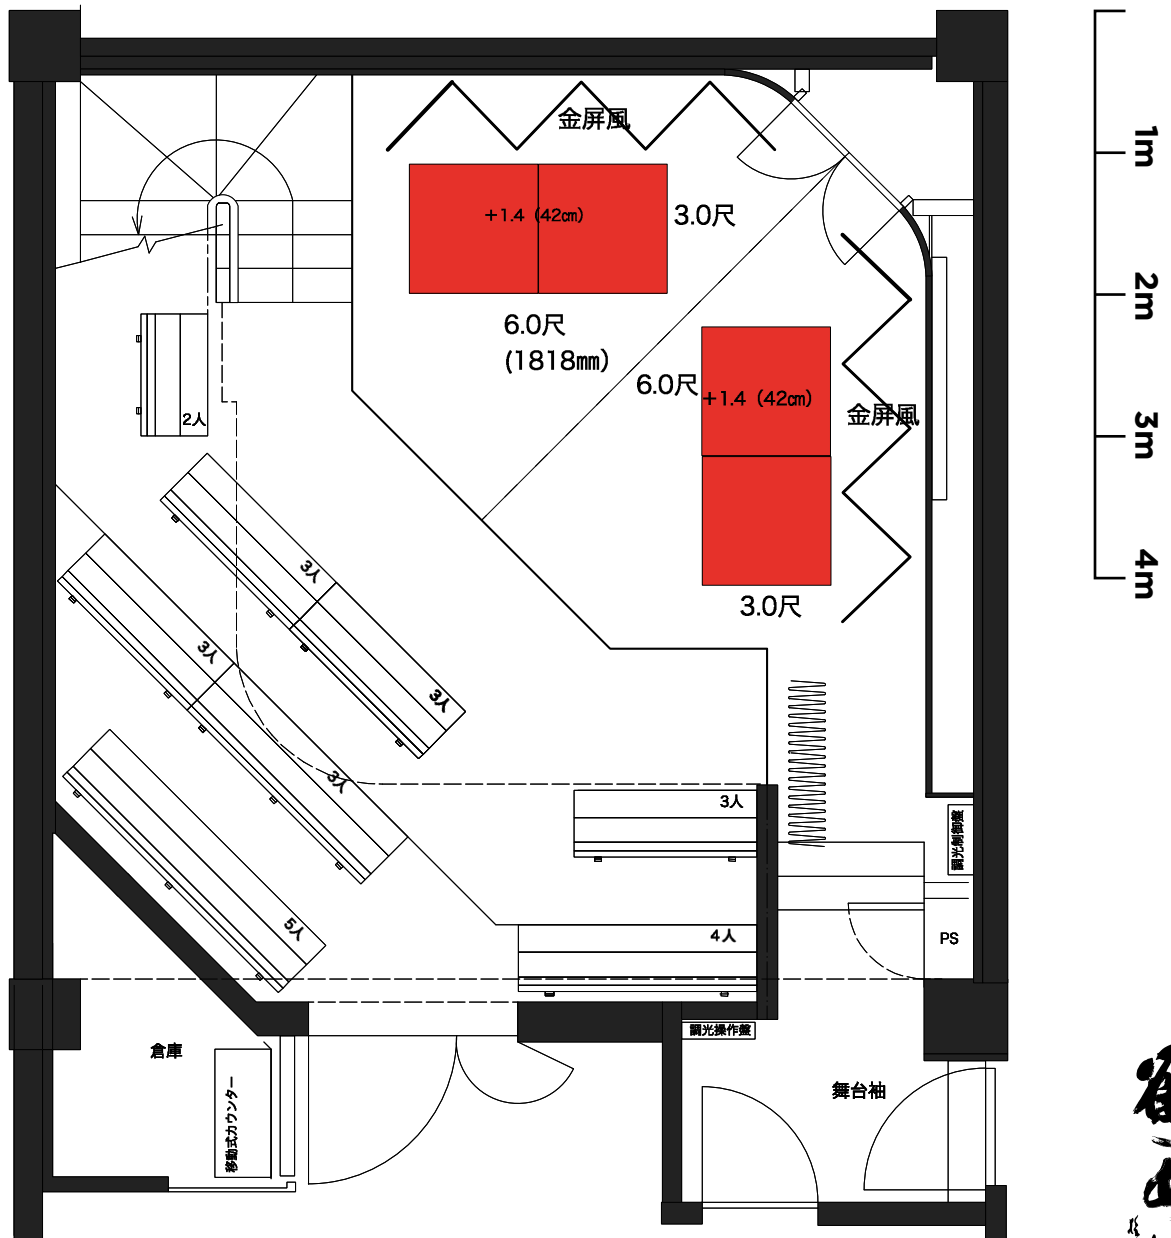 金屏風
+1.4（42㎝）
3.0尺
6.0尺
(1818㎜)
6.0尺
+1.4（42㎝）
金屏風
3.0尺
2人
3人
3人
3人
3人
5人
3人
4人
調光制御盤
PS
調光操作盤
倉庫
移動式カウンター
舞台袖
1m
2m
3m
4m